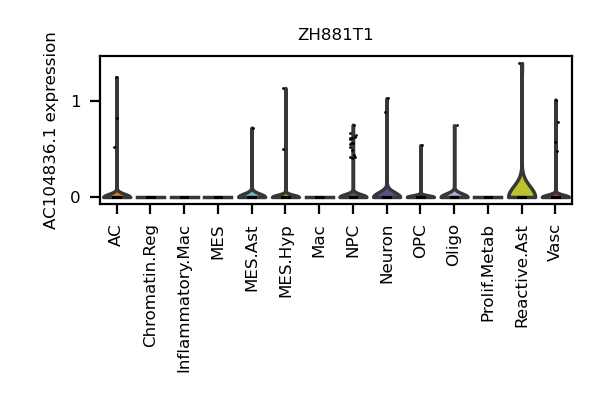 ZH881T1
AC104836.1 expression
1
0
AC
Chromatin.Reg
Inflammatory.Mac
MES
MES.Ast
MES.Hyp
Mac
NPC
Neuron
OPC
Oligo
Prolif.Metab
Reactive.Ast
Vasc